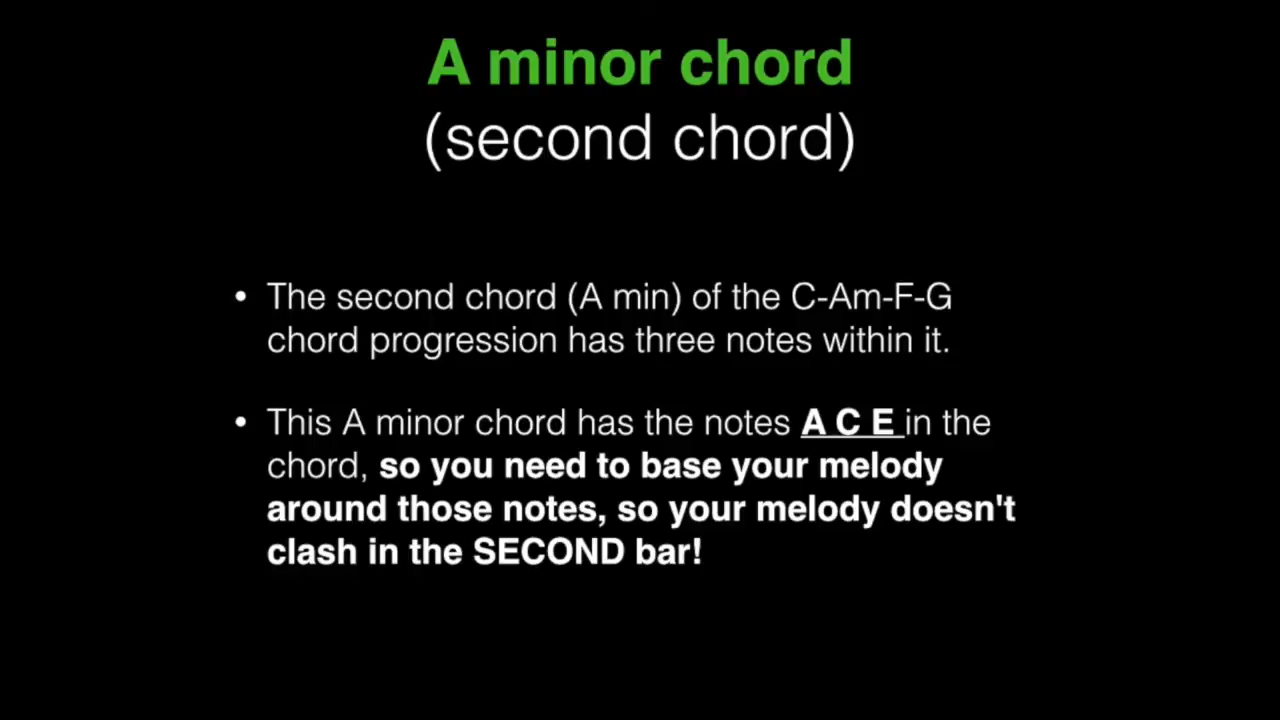 A minor chord
(second chord)
• The second chord (A min) of the C-Am-F-G
chord progression has three notes within it.
• This A minor chord has the notes A C E in the
chord, so you need to base your melody
around those notes, so your melody doesn't
clash in the SECOND bar!